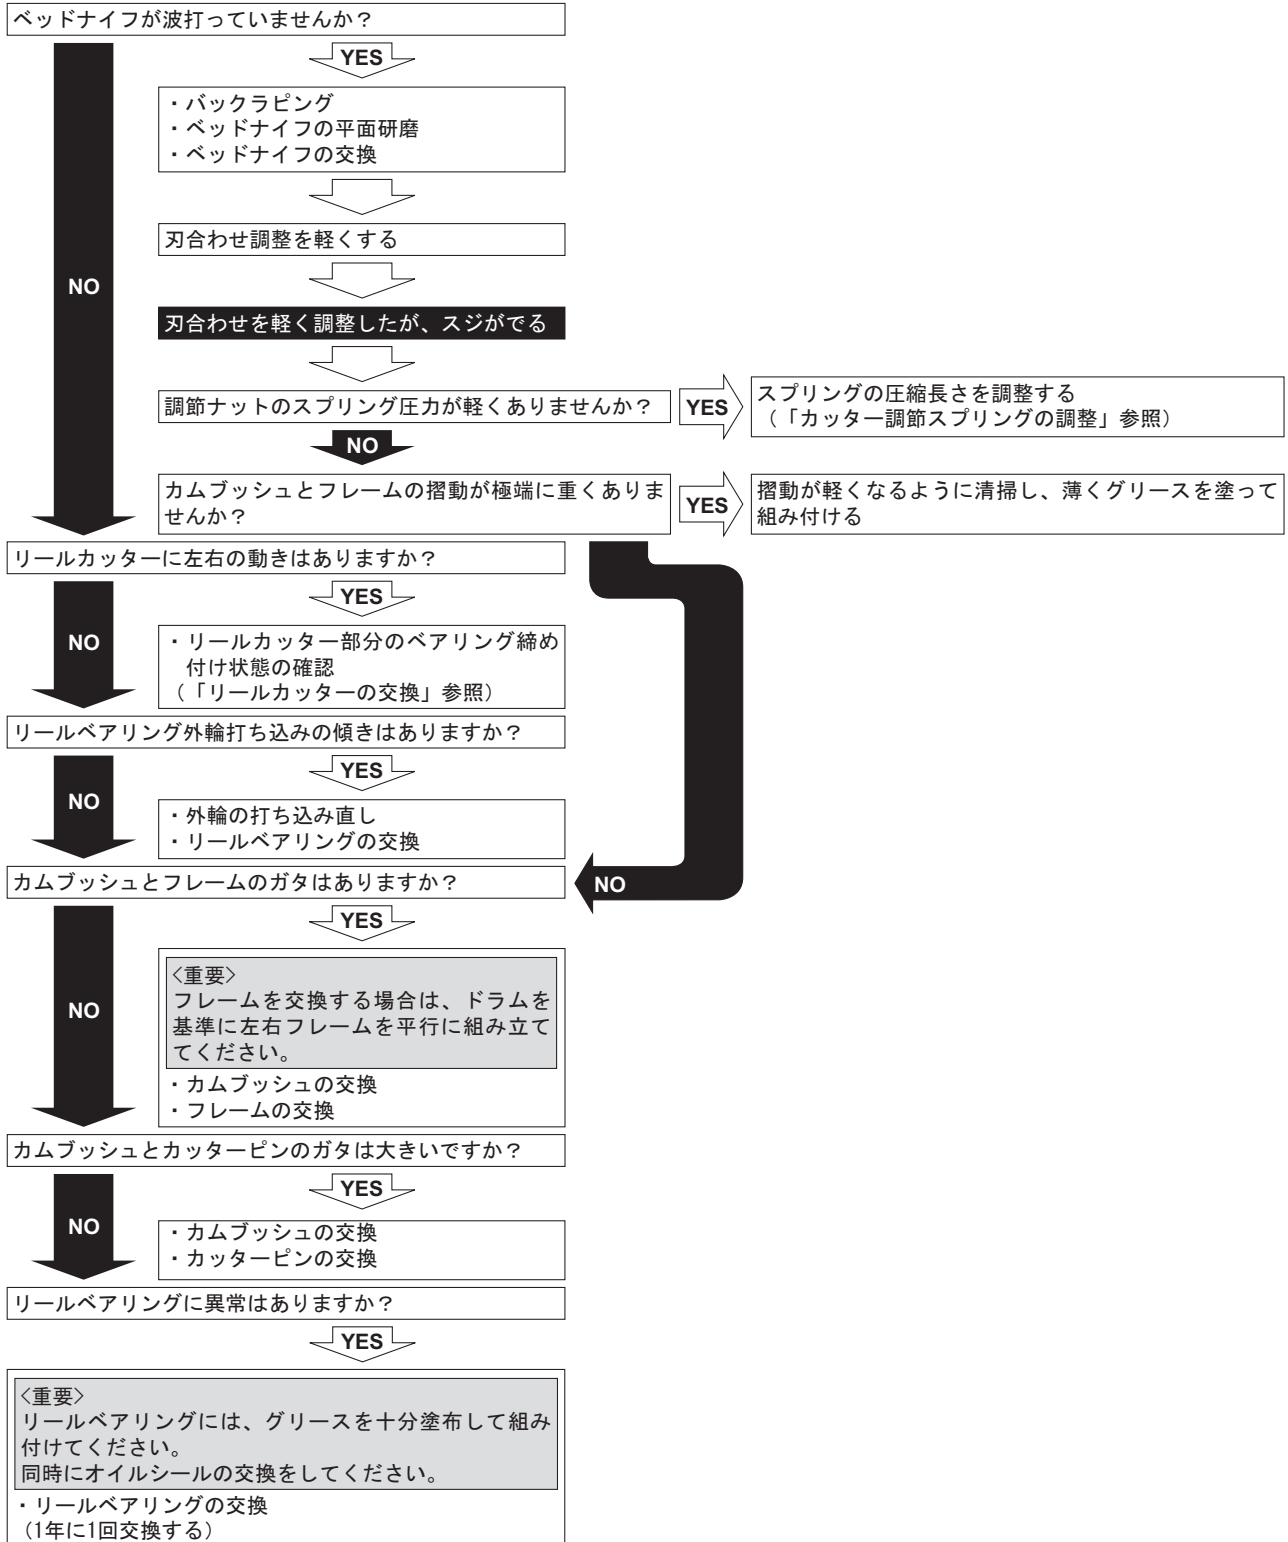 ベッドナイフが波打っていませんか？
YES
・バックラピング
・ベッドナイフの平面研磨
・ベッドナイフの交換
刃合わせ調整を軽くする
NO
刃合わせを軽く調整したが、スジがでる
調節ナットのスプリング圧力が軽くありませんか？
YES
スプリングの圧縮長さを調整する
（「カッター調節スプリングの調整」参照）
NO
カムブッシュとフレームの摺動が極端に重くありま
せんか？
YES
摺動が軽くなるように清掃し、薄くグリースを塗って
組み付ける
リールカッターに左右の動きはありますか？
YES
NO
・リールカッター部分のベアリング締め
付け状態の確認
（「リールカッターの交換」参照）
リールベアリング外輪打ち込みの傾きはありますか？
YES
NO
・外輪の打ち込み直し
・リールベアリングの交換
カムブッシュとフレームのガタはありますか？
NO
YES
NO
〈重要〉
フレームを交換する場合は、ドラムを
基準に左右フレームを平行に組み立て
てください。
・カムブッシュの交換
・フレームの交換
カムブッシュとカッターピンのガタは大きいですか？
YES
NO
・カムブッシュの交換
・カッターピンの交換
リールベアリングに異常はありますか？
YES
〈重要〉
リールベアリングには、グリースを十分塗布して組み
付けてください。
同時にオイルシールの交換をしてください。
・リールベアリングの交換
（1年に1回交換する）